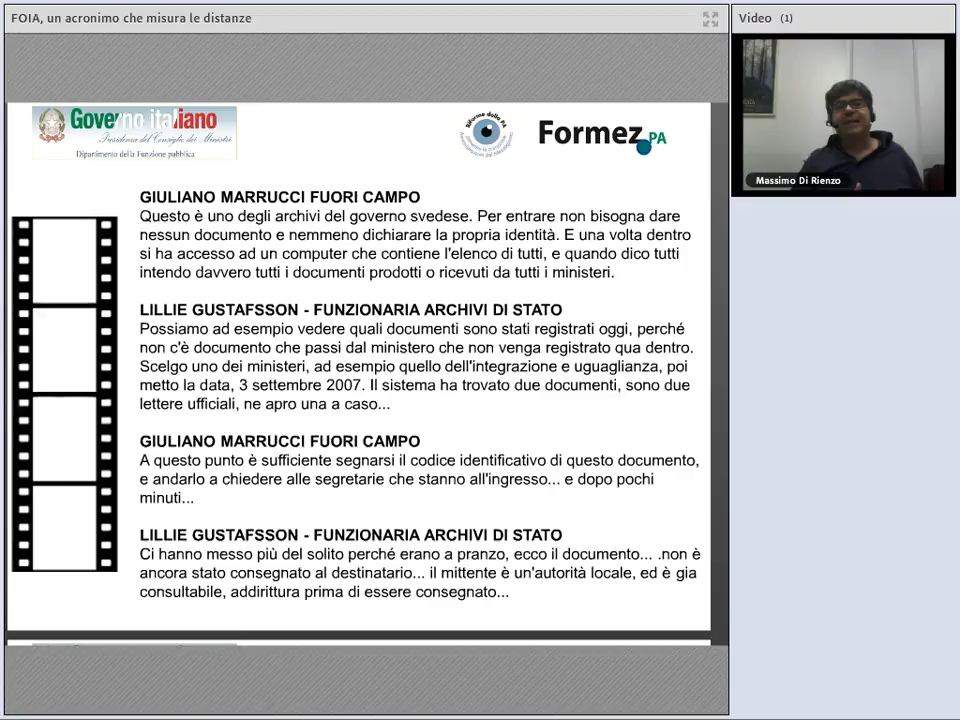 FOIA, un acronimo che misura le distanze
Video (1)
Massimo Di Rienzo
Governo italiano
Presidenza del Consiglio dei Ministri
Dipartimento della Funzione pubblica
Riforme della PA
Formez PA
GIULIANO MARRUCCI FUORI CAMPO
Questo è uno degli archivi del governo svedese. Per entrare non bisogna dare
nessun documento e nemmeno dichiarare la propria identità. E una volta dentro
si ha accesso ad un computer che contiene l'elenco di tutti, e quando dico tutti
intendo davvero tutti i documenti prodotti o ricevuti da tutti i ministeri.
LILLIE GUSTAFSSON - FUNZIONARIA ARCHIVI DI STATO
Possiamo ad esempio vedere quali documenti sono stati registrati oggi, perché
non c'è documento che passi dal ministero che non venga registrato qua dentro.
Scelgo uno dei ministeri, ad esempio quello dell'integrazione e uguaglianza, poi
metto la data, 3 settembre 2007. Il sistema ha trovato due documenti, sono due
lettere ufficiali, ne apro una a caso...
GIULIANO MARRUCCI FUORI CAMPO
A questo punto è sufficiente segnarsi il codice identificativo di questo documento,
e andarlo a chiedere alle segretarie che stanno all'ingresso... e dopo pochi
minuti...
LILLIE GUSTAFSSON - FUNZIONARIA ARCHIVI DI STATO
Ci hanno messo più del solito perché erano a pranzo, ecco il documento... .non è
ancora stato consegnato al destinatario... il mittente è un'autorità locale, ed è gia
consultabile, addirittura prima di essere consegnato...